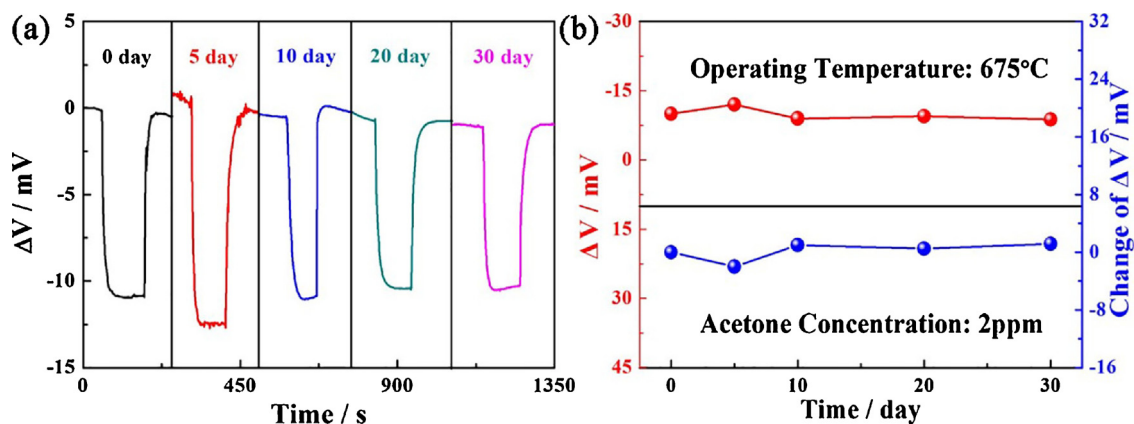 (a)
0 day
5 day
10 day
20 day
30 day
5
0
-5
-10
-15
ΔV / mV
0
450
900
1350
Time / s
(b)
-30
-15
0
15
30
45
ΔV / mV
Operating Temperature: 675°C
Acetone Concentration: 2ppm
32
24
16
8
0
-8
-16
Change of ΔV / mV
0
10
20
30
Time / day